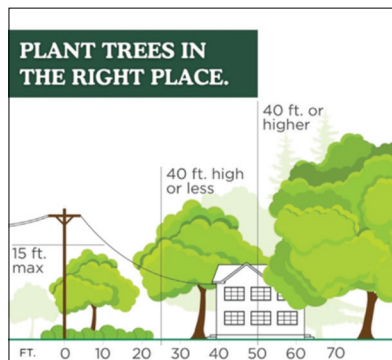 PLANT TREES IN
THE RIGHT PLACE.
40 ft. or
higher
40 ft. high
or less
15 ft.
max
FT. 0 10 20 30 40 50 60 70